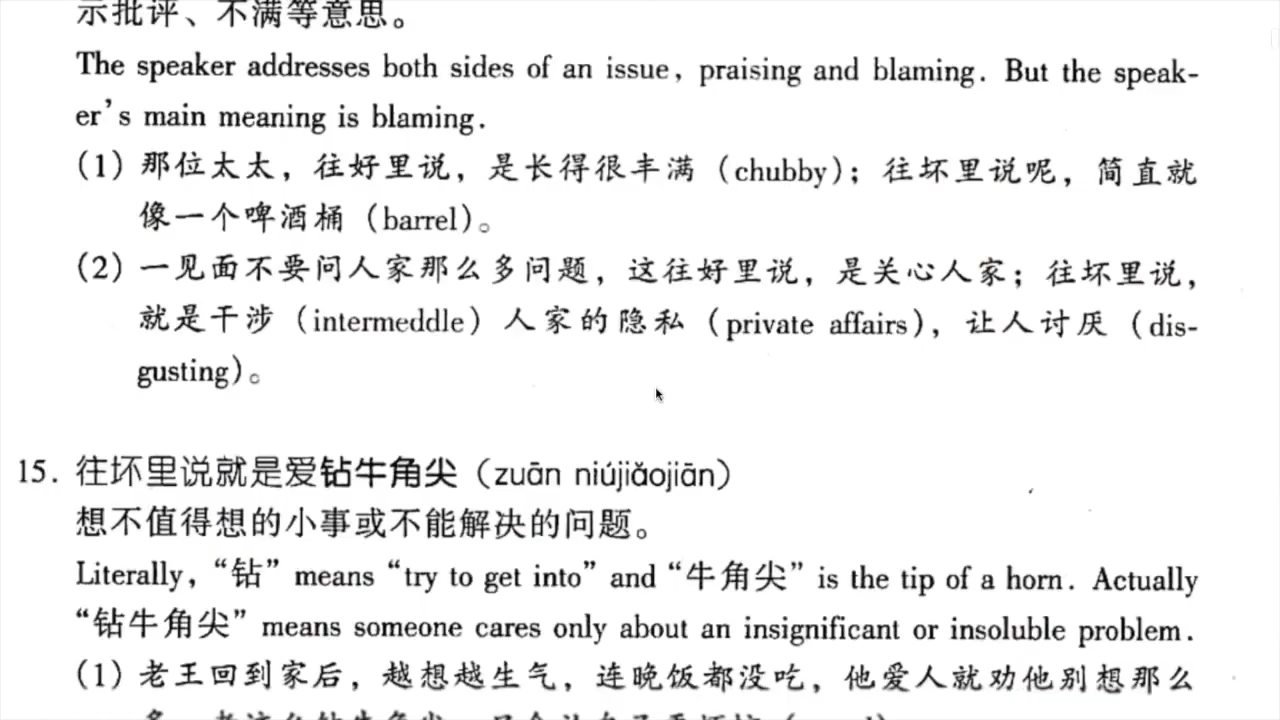 示批评、不满等意思。
The speaker addresses both sides of an issue, praising and blaming. But the speak-
er's main meaning is blaming.
(1) 那位太太，往好里说，是长得很丰满（chubby）；往坏里说呢，简直就
像一个啤酒桶（barrel）。
(2) 一见面不要问人家那么多问题，这往好里说，是关心人家；往坏里说，
就是干涉（intermeddle）人家的隐私（private affairs），让人讨厌（dis-
gusting）。
15. 往坏里说就是爱钻牛角尖（zuān niújiǎojiān）
想不值得想的小事或不能解决的问题。
Literally, “钻” means “try to get into” and “牛角尖” is the tip of a horn. Actually
“钻牛角尖” means someone cares only about an insignificant or insoluble problem.
(1) 老王回到家后，越想越生气，连晚饭都没吃，他爱人就劝他别想那么